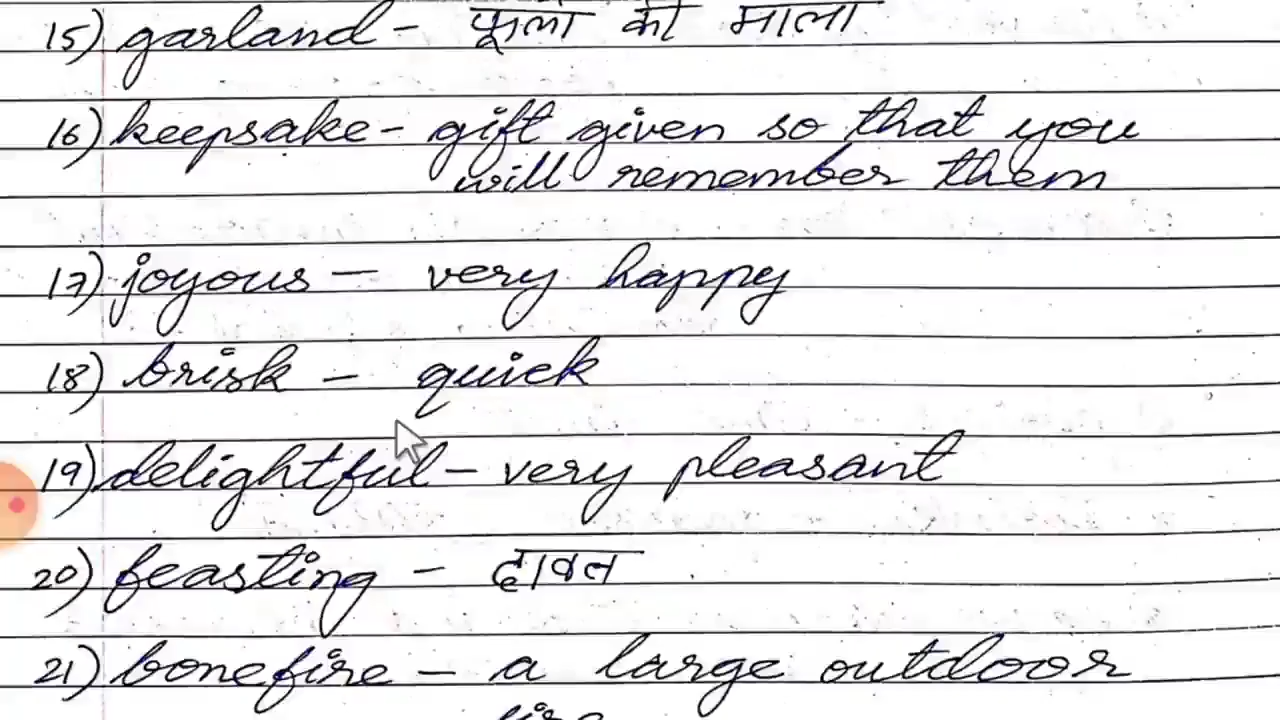 15) garland - फूलों की माला
16) keepsake - gift given so that you
will remember them
17) joyous - very happy
18) brisk - quick
19) delightful - very pleasant
20) feasting - दावत
21) bonefire - a large outdoor
fire